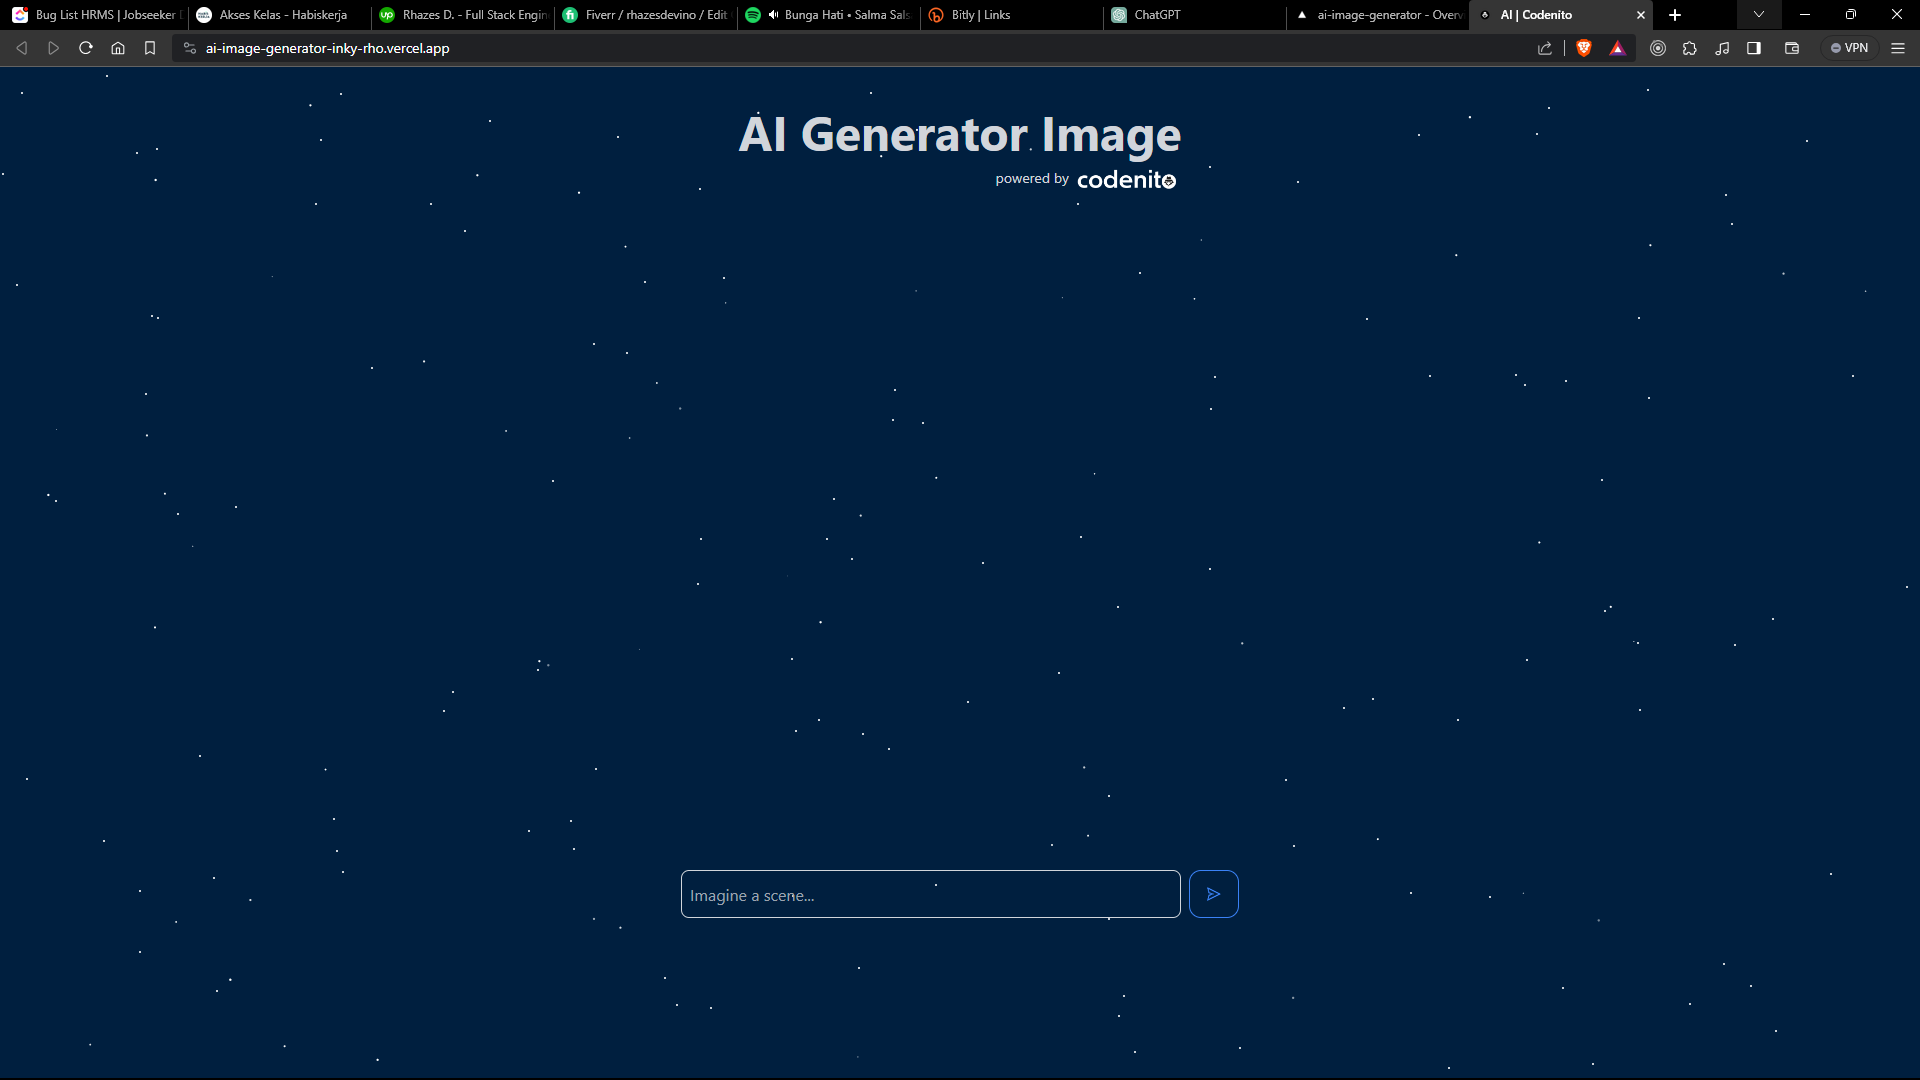 Bug List HRMS | Jobseeker
Akses Kelas - Habiskerja
Rhazes D. - Full Stack Engin
Fiverr / rhazesdevino / Edit
Bunga Hati • Salma Sals
Bitly | Links
ChatGPT
ai-image-generator - Overv
AI | Codenito
ai-image-generator-inky-rho.vercel.app
VPN
AI Generator Image
powered by codenito
Imagine a scene...